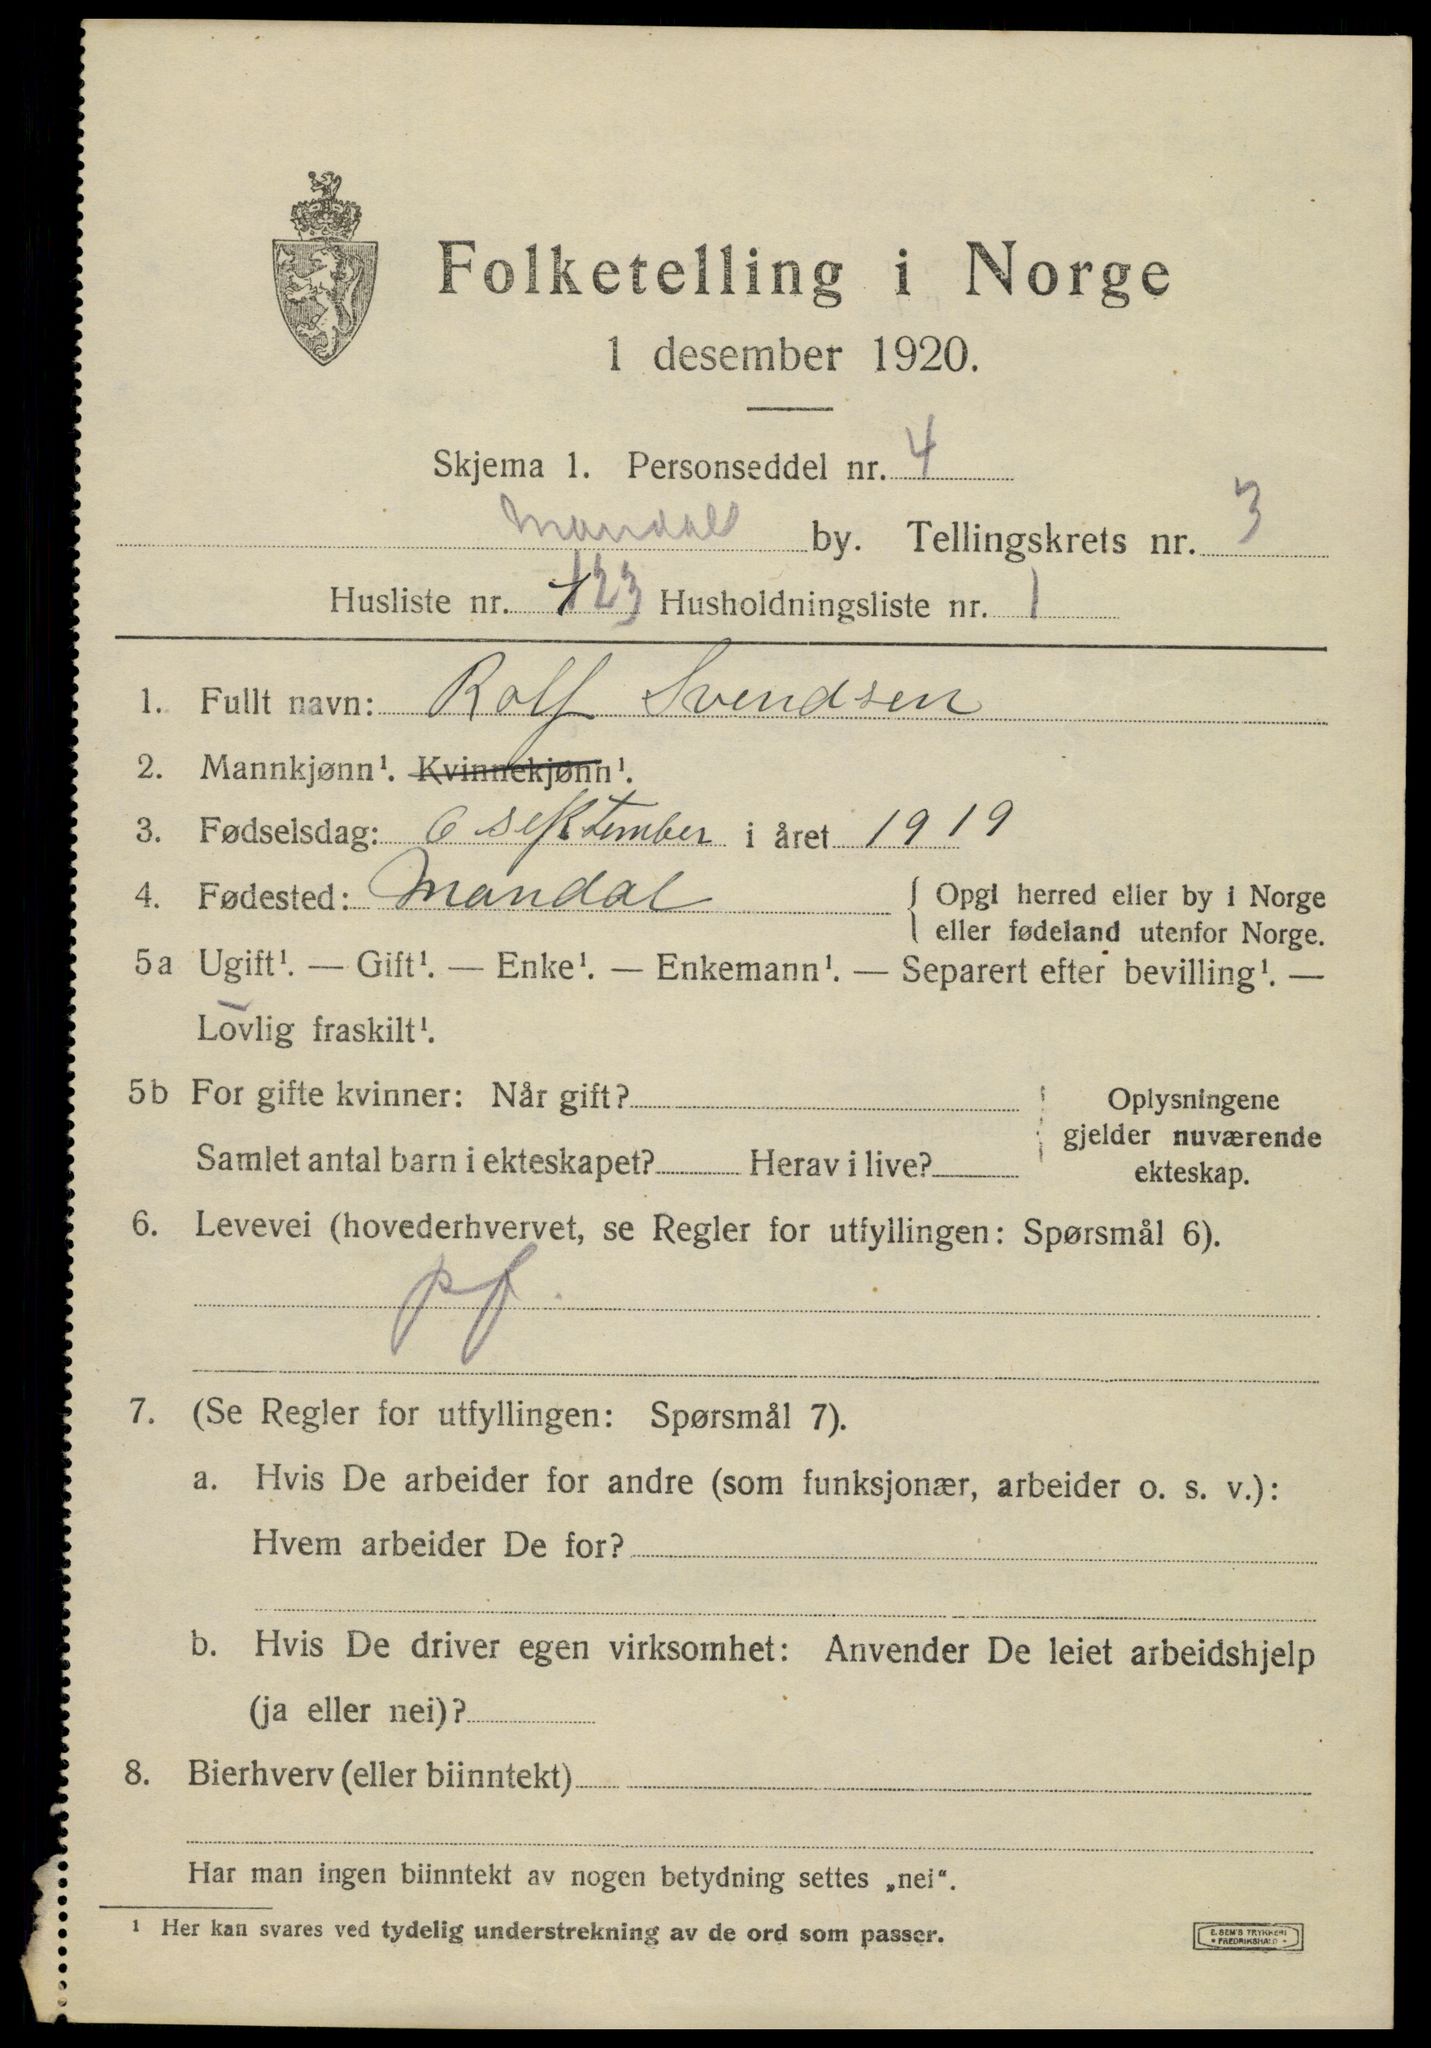 Folketelling i Norge
1 desember 1920.
Skjema 1. Personseddel nr. 4
Mandal by. Tellingskrets nr. 3
Husliste nr. 123 Husholdningsliste nr. 1
1. Fullt navn: Rolf Svendsen
2. Mannkjønn¹. Kvinnekjønn¹.
3. Fødselsdag: 6 september i året 1919
4. Fødested: Mandal { Opgi herred eller by i Norge
eller fødeland utenfor Norge.
5a Ugift¹. — Gift¹. — Enke¹. — Enkemann¹. — Separert efter bevilling¹. —
Lovlig fraskilt¹.
5b For gifte kvinner: Når gift? Oplysningene
gjelder nuværende
Samlet antal barn i ekteskapet? Herav i live? ekteskap.
6. Levevei (hovederhvervet, se Regler for utfyllingen: Spørsmål 6).
pf.
7. (Se Regler for utfyllingen: Spørsmål 7).
a. Hvis De arbeider for andre (som funksjonær, arbeider o. s. v.):
Hvem arbeider De for?
b. Hvis De driver egen virksomhet: Anvender De leiet arbeidshjelp
(ja eller nei)?
8. Bierhverv (eller biinntekt)
Har man ingen biinntekt av nogen betydning settes „nei“.
¹ Her kan svares ved tydelig understrekning av de ord som passer.
E. SEM'S TRYKKERI
• FREDRIKSHALD •